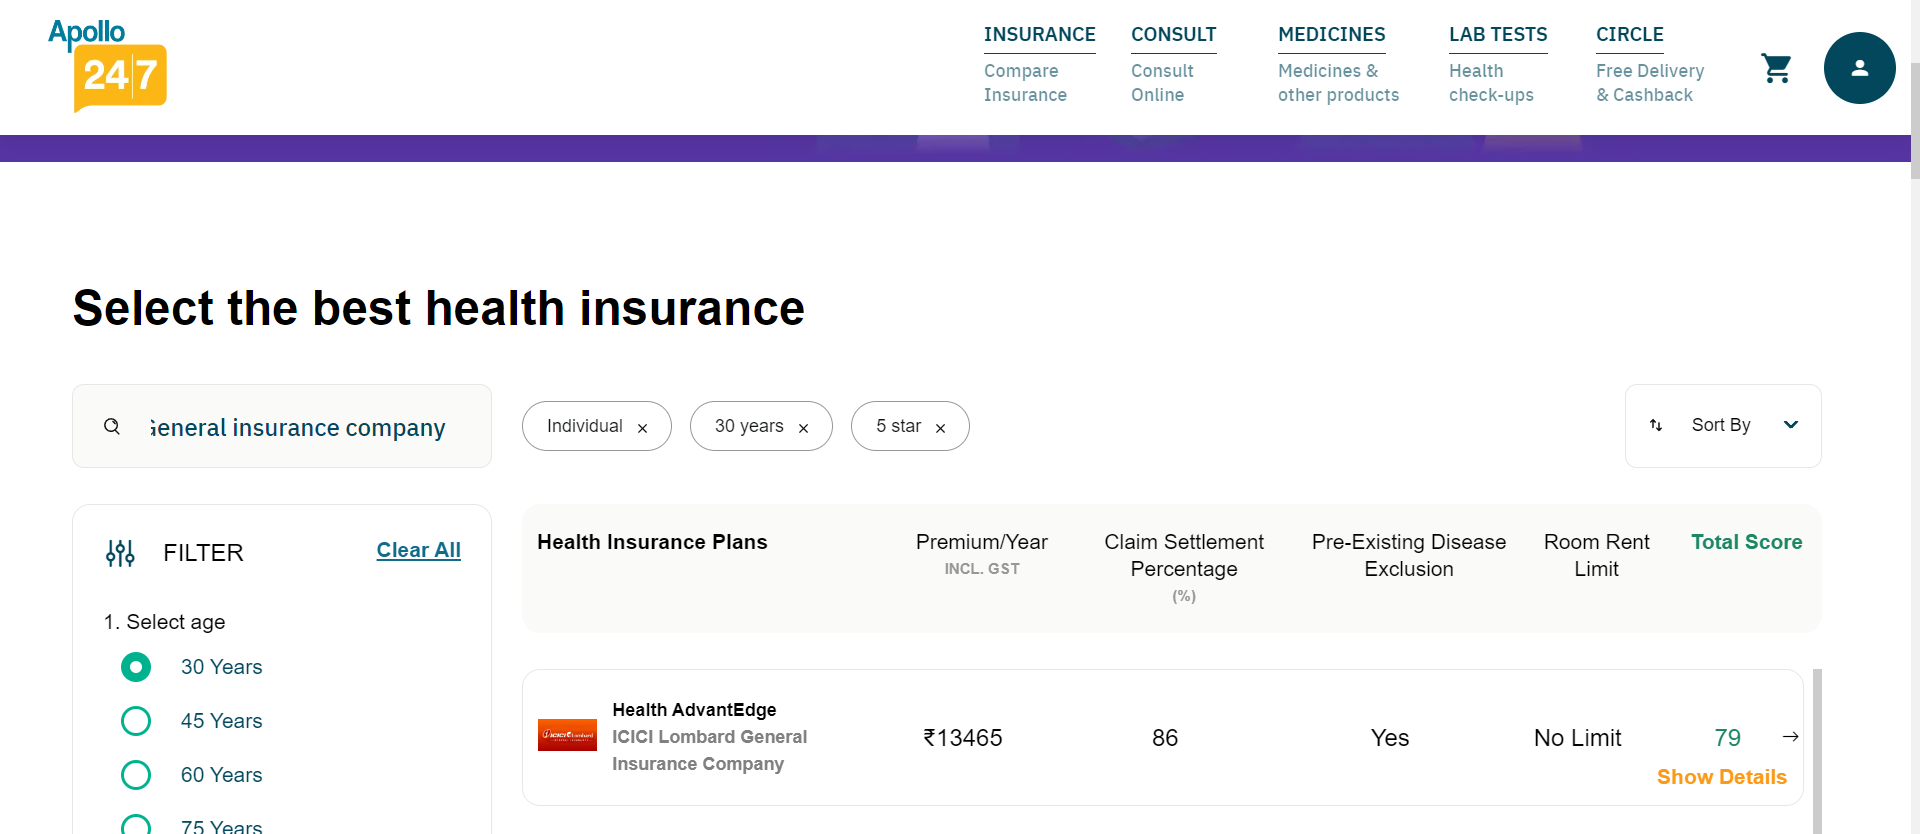 Apollo
24|7
INSURANCE
Compare
Insurance
CONSULT
Consult
Online
MEDICINES
Medicines &
other products
LAB TESTS
Health
check-ups
CIRCLE
Free Delivery
& Cashback
Select the best health insurance
General insurance company
Individual ×
30 years ×
5 star ×
Sort By
FILTER
Clear All
1. Select age
30 Years
45 Years
60 Years
75 Years
Health Insurance Plans
Premium/Year
INCL. GST
Claim Settlement
Percentage
(%)
Pre-Existing Disease
Exclusion
Room Rent
Limit
Total Score
ICICI Lombard
Health AdvantEdge
ICICI Lombard General
Insurance Company
₹13465
86
Yes
No Limit
79
Show Details